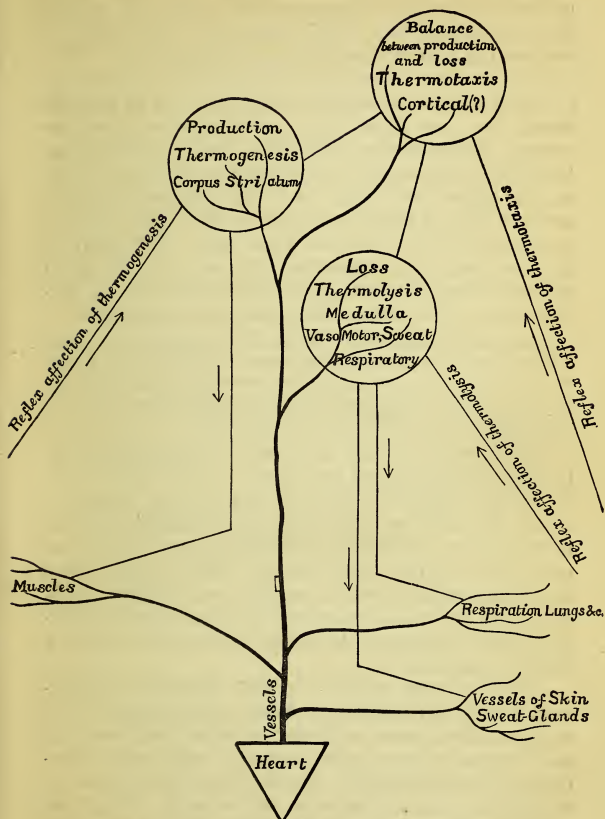 Balance
between production
and loss
Thermotaxis
Cortical(?)
Production
Thermogenesis
Corpus Striatum
Loss
Thermolysis
Medulla
VasoMotor, Sweat
Respiratory
Reflex affection of thermogenesis
Reflex affection of thermotaxis
Reflex affection of thermolysis
Muscles
Respiration Lungs &c.
Vessels of Skin
Sweat-Glands
Vessels
Heart